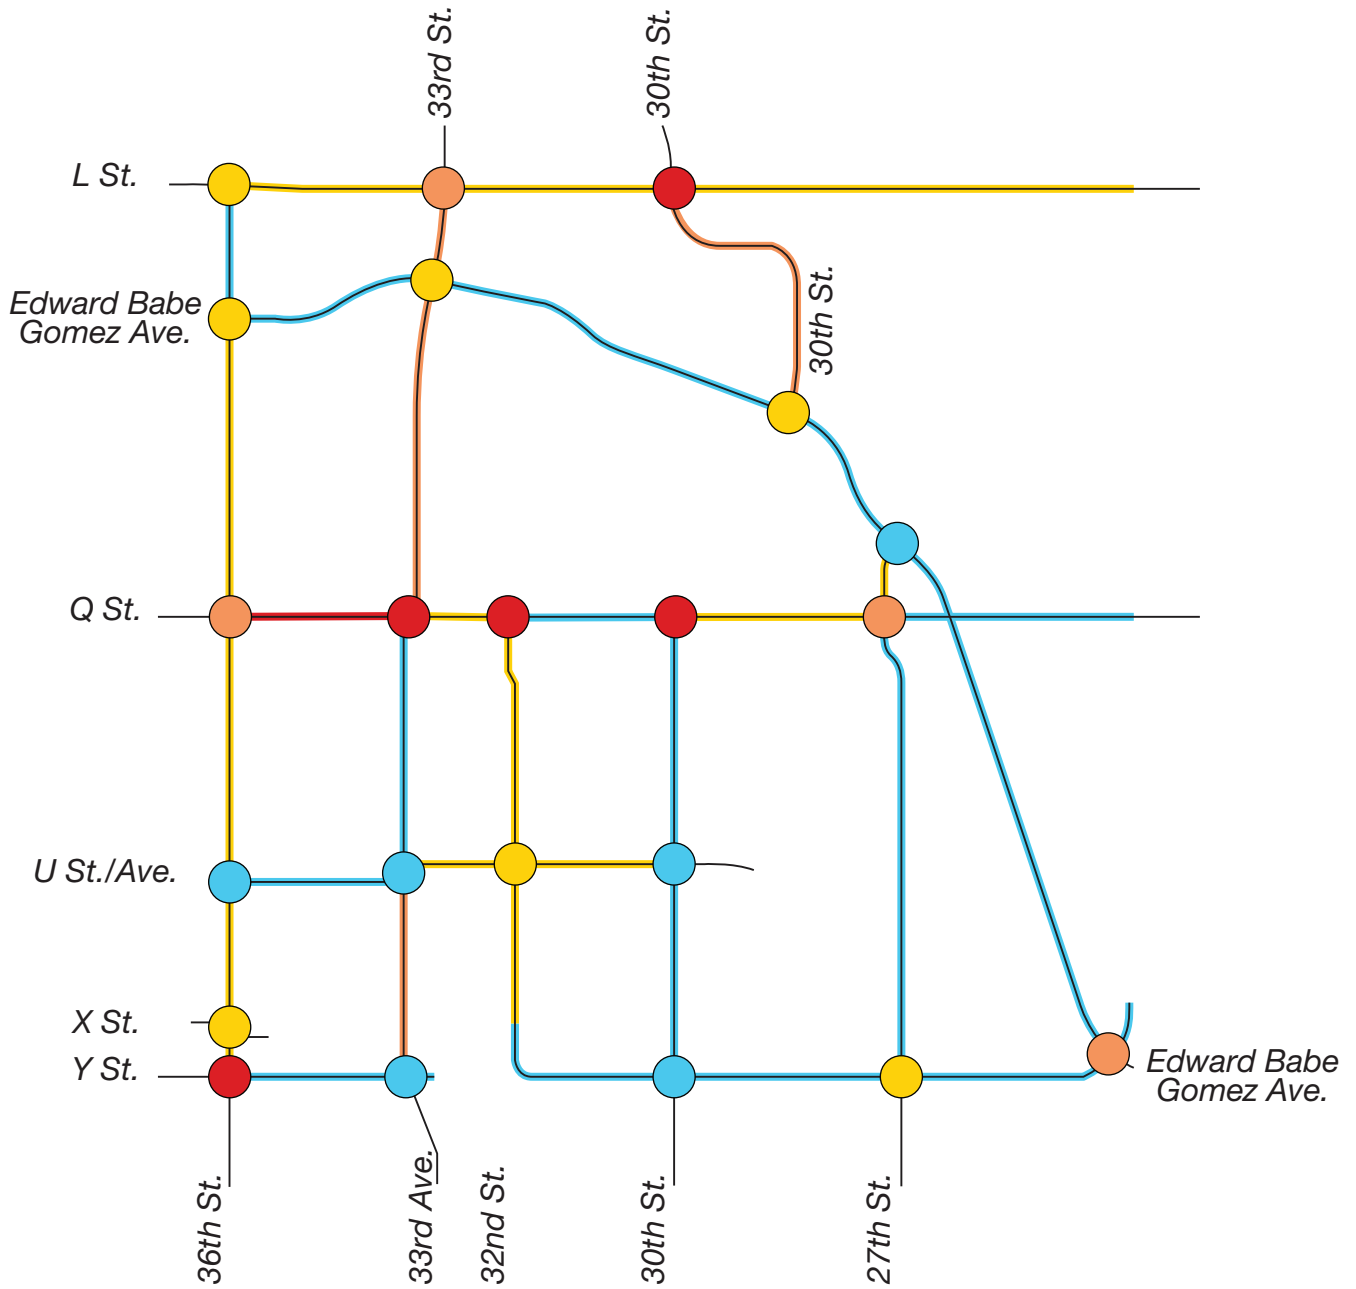 33rd St.
30th St.
L St.
Edward Babe
Gomez Ave.
30th St.
Q St.
U St./Ave.
X St.
Y St.
Edward Babe
Gomez Ave.
36th St.
33rd Ave.
32nd St.
30th St.
27th St.